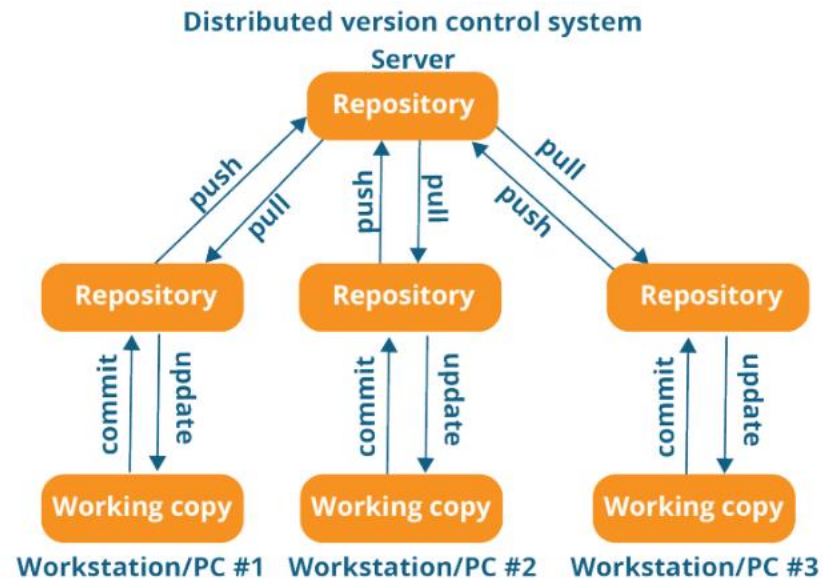 Distributed version control system
Server
Repository
push
pull
push
pull
push
pull
Repository
Repository
Repository
commit
update
commit
update
commit
update
Working copy
Working copy
Working copy
Workstation/PC #1
Workstation/PC #2
Workstation/PC #3